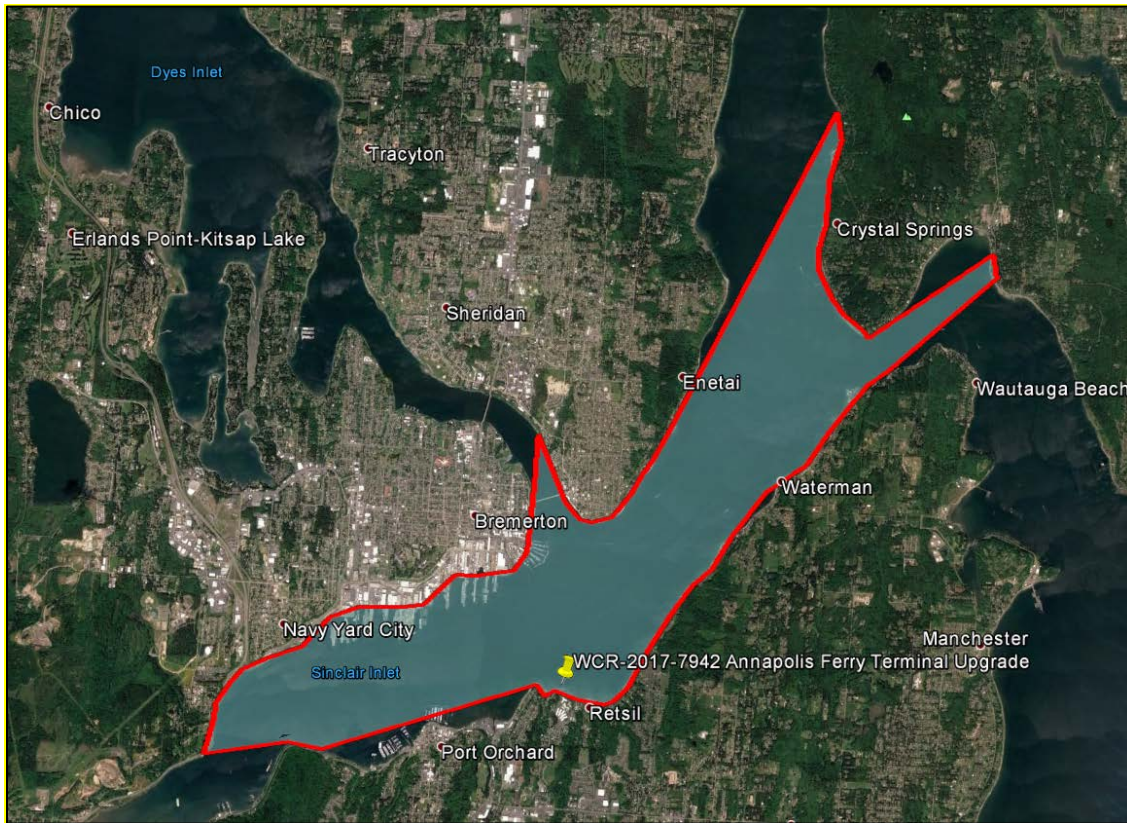 Dyes Inlet
Chico
Tracyton
Erlands Point-Kitsap Lake
Crystal Springs
Sheridan
Enetai
Wautauga Beach
Waterman
Bremerton
Navy Yard City
Manchester
WCR-2017-7942 Annapolis Ferry Terminal Upgrade
Sinclair Inlet
Retsil
Port Orchard